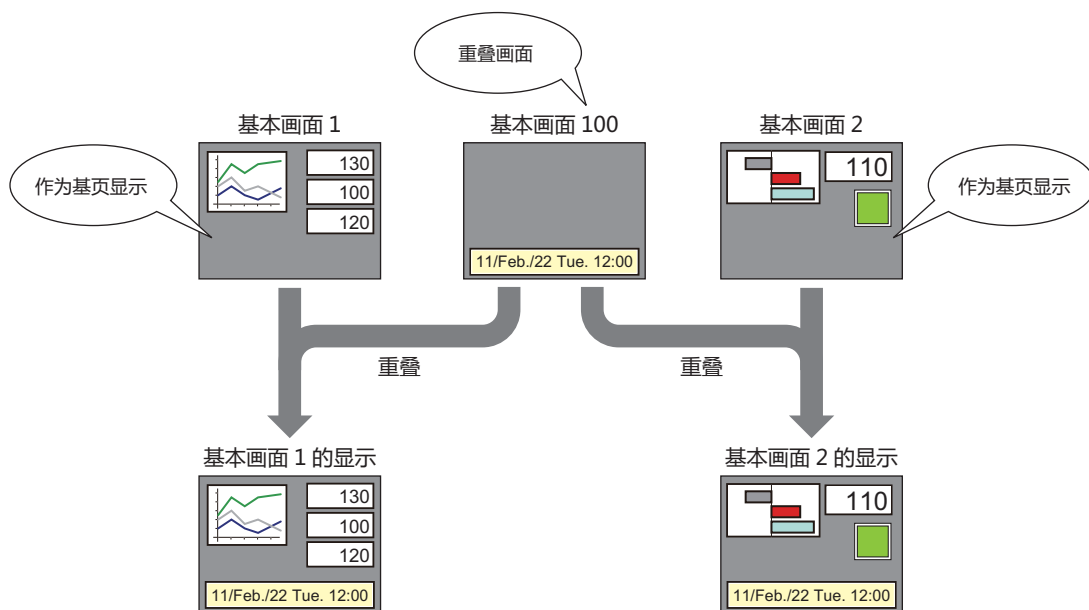 重叠画面
基本画面 1
基本画面 100
基本画面 2
作为基页显示
130
100
120
11/Feb./22 Tue. 12:00
110
作为基页显示
重叠
重叠
基本画面 1 的显示
基本画面 2 的显示
130
100
120
11/Feb./22 Tue. 12:00
110
11/Feb./22 Tue. 12:00